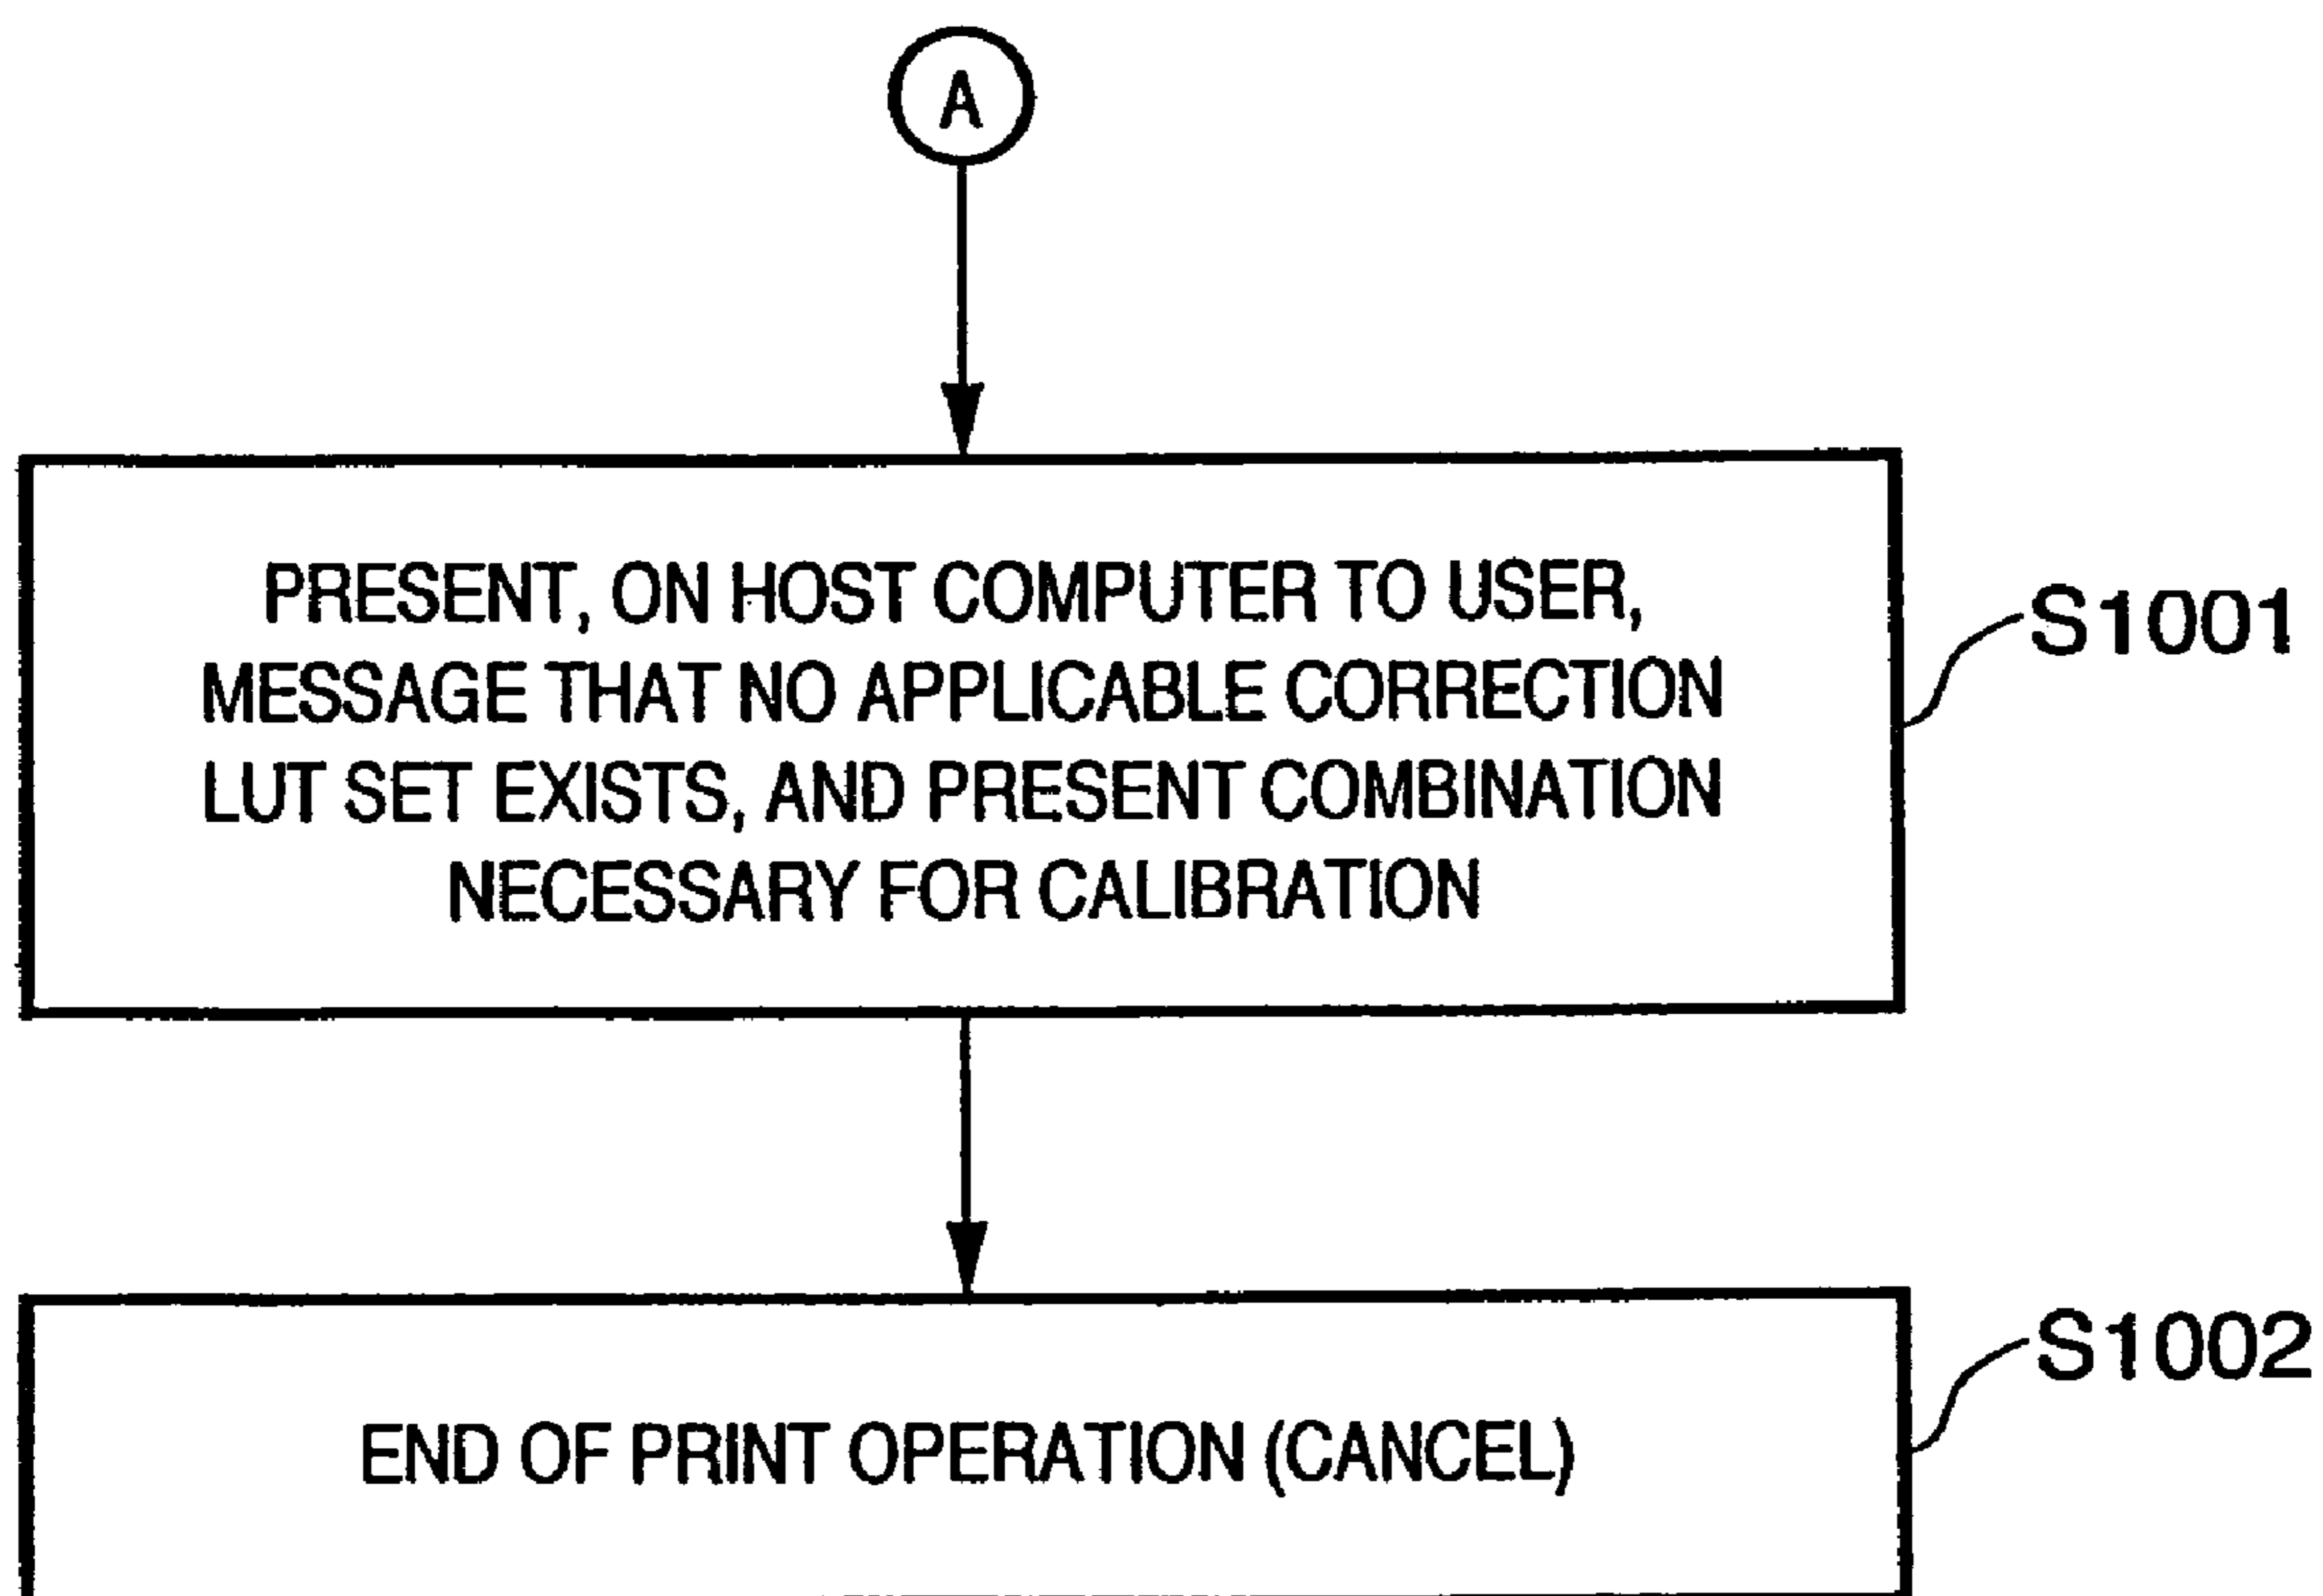 A
PRESENT, ON HOST COMPUTER TO USER,
MESSAGE THAT NO APPLICABLE CORRECTION
LUT SET EXISTS, AND PRESENT COMBINATION
NECESSARY FOR CALIBRATION
S1001
END OF PRINT OPERATION (CANCEL)
S1002